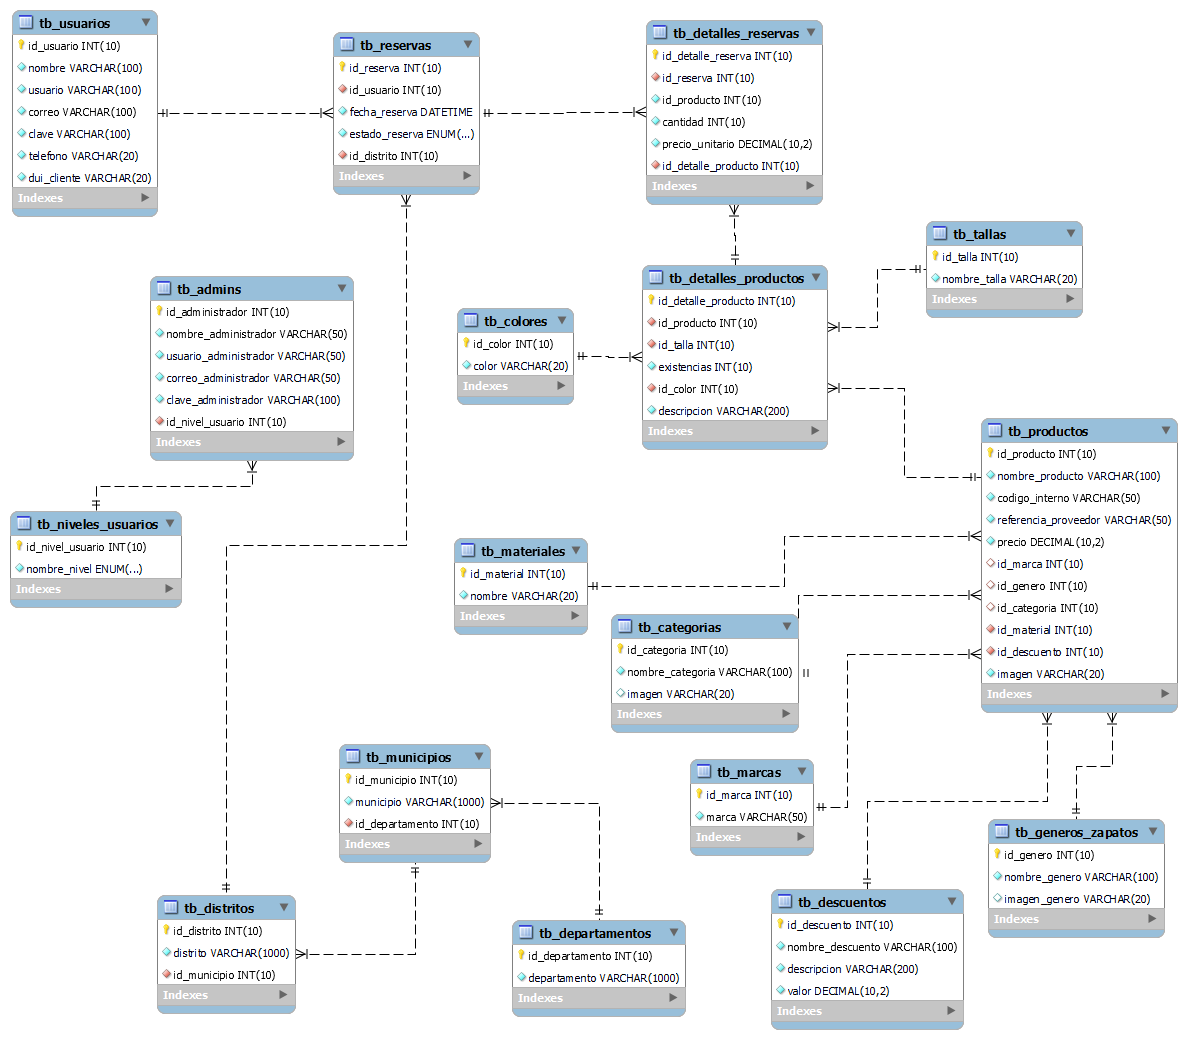 tb_usuarios
id_usuario INT(10)
nombre VARCHAR(100)
usuario VARCHAR(100)
correo VARCHAR(100)
clave VARCHAR(100)
telefono VARCHAR(20)
dui_cliente VARCHAR(20)
Indexes
tb_reservas
id_reserva INT(10)
id_usuario INT(10)
fecha_reserva DATETIME
estado_reserva ENUM(...)
id_distrito INT(10)
Indexes
tb_detalles_reservas
id_detalle_reserva INT(10)
id_reserva INT(10)
id_producto INT(10)
cantidad INT(10)
precio_unitario DECIMAL(10,2)
id_detalle_producto INT(10)
Indexes
tb_tallas
id_talla INT(10)
nombre_talla VARCHAR(20)
Indexes
tb_detalles_productos
id_detalle_producto INT(10)
id_producto INT(10)
id_talla INT(10)
existencias INT(10)
id_color INT(10)
descripcion VARCHAR(200)
Indexes
tb_admins
id_administrador INT(10)
nombre_administrador VARCHAR(50)
usuario_administrador VARCHAR(50)
correo_administrador VARCHAR(50)
clave_administrador VARCHAR(100)
id_nivel_usuario INT(10)
Indexes
tb_colores
id_color INT(10)
color VARCHAR(20)
Indexes
tb_productos
id_producto INT(10)
nombre_producto VARCHAR(100)
codigo_interno VARCHAR(50)
referencia_proveedor VARCHAR(50)
precio DECIMAL(10,2)
id_marca INT(10)
id_genero INT(10)
id_categoria INT(10)
id_material INT(10)
id_descuento INT(10)
imagen VARCHAR(20)
Indexes
tb_niveles_usuarios
id_nivel_usuario INT(10)
nombre_nivel ENUM(...)
Indexes
tb_materiales
id_material INT(10)
nombre VARCHAR(20)
Indexes
tb_categorias
id_categoria INT(10)
nombre_categoria VARCHAR(100)
imagen VARCHAR(20)
Indexes
tb_municipios
id_municipio INT(10)
municipio VARCHAR(1000)
id_departamento INT(10)
Indexes
tb_marcas
id_marca INT(10)
marca VARCHAR(50)
Indexes
tb_generos_zapatos
id_genero INT(10)
nombre_genero VARCHAR(100)
imagen_genero VARCHAR(20)
Indexes
tb_distritos
id_distrito INT(10)
distrito VARCHAR(1000)
id_municipio INT(10)
Indexes
tb_departamentos
id_departamento INT(10)
departamento VARCHAR(1000)
Indexes
tb_descuentos
id_descuento INT(10)
nombre_descuento VARCHAR(100)
descripcion VARCHAR(200)
valor DECIMAL(10,2)
Indexes